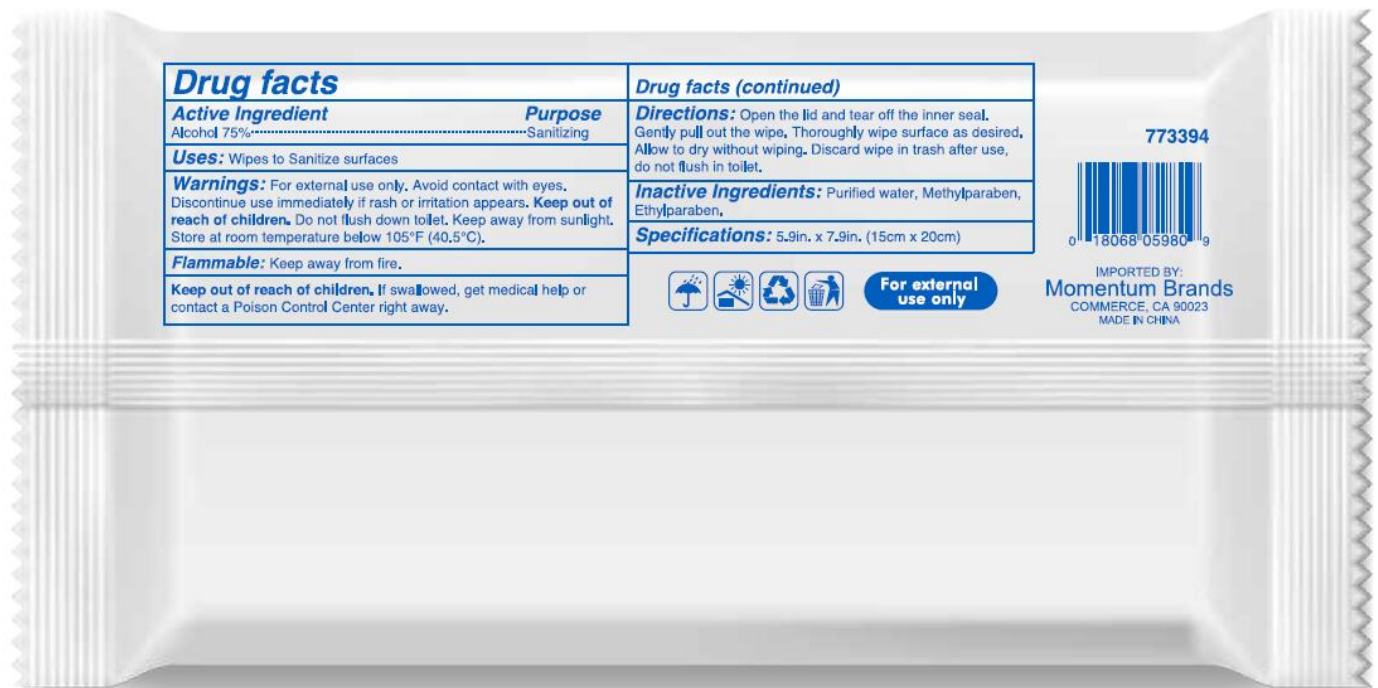 Drug facts
Active Ingredient Purpose
Alcohol 75%--------------------Sanitizing
Uses: Wipes to Sanitize surfaces
Warnings: For external use only. Avoid contact with eyes.
Discontinue use immediately if rash or irritation appears. Keep out of
reach of children. Do not flush down toilet. Keep away from sunlight.
Store at room temperature below 105°F (40.5°C).
Flammable: Keep away from fire.
Keep out of reach of children. If swallowed, get medical help or
contact a Poison Control Center right away.
Drug facts (continued)
Directions: Open the lid and tear off the inner seal.
Gently pull out the wipe. Thoroughly wipe surface as desired.
Allow to dry without wiping. Discard wipe in trash after use,
do not flush in toilet.
Inactive Ingredients: Purified water, Methylparaben,
Ethylparaben.
Specifications: 5.9in. x 7.9in. (15cm x 20cm)
For external
use only
773394
0 18068 05980 9
IMPORTED BY:
Momentum Brands
COMMERCE, CA 90023
MADE IN CHINA